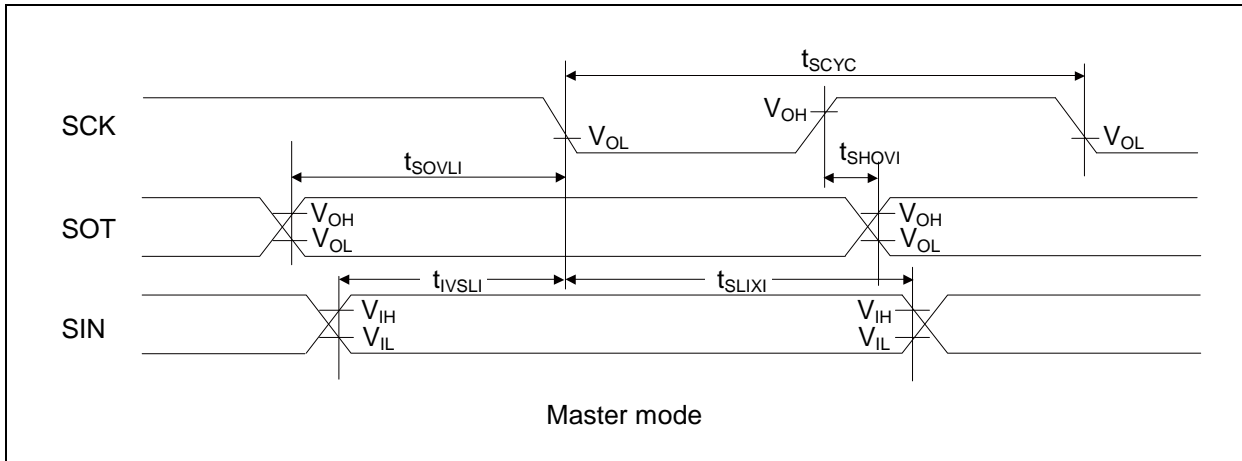 tSCYC
SCK
VOH
VOL
VOL
tSHOVI
tSOVLI
SOT
VOH
VOL
VOH
VOL
tIVSLI
tSLIXI
SIN
VIH
VIL
VIH
VIL
Master mode